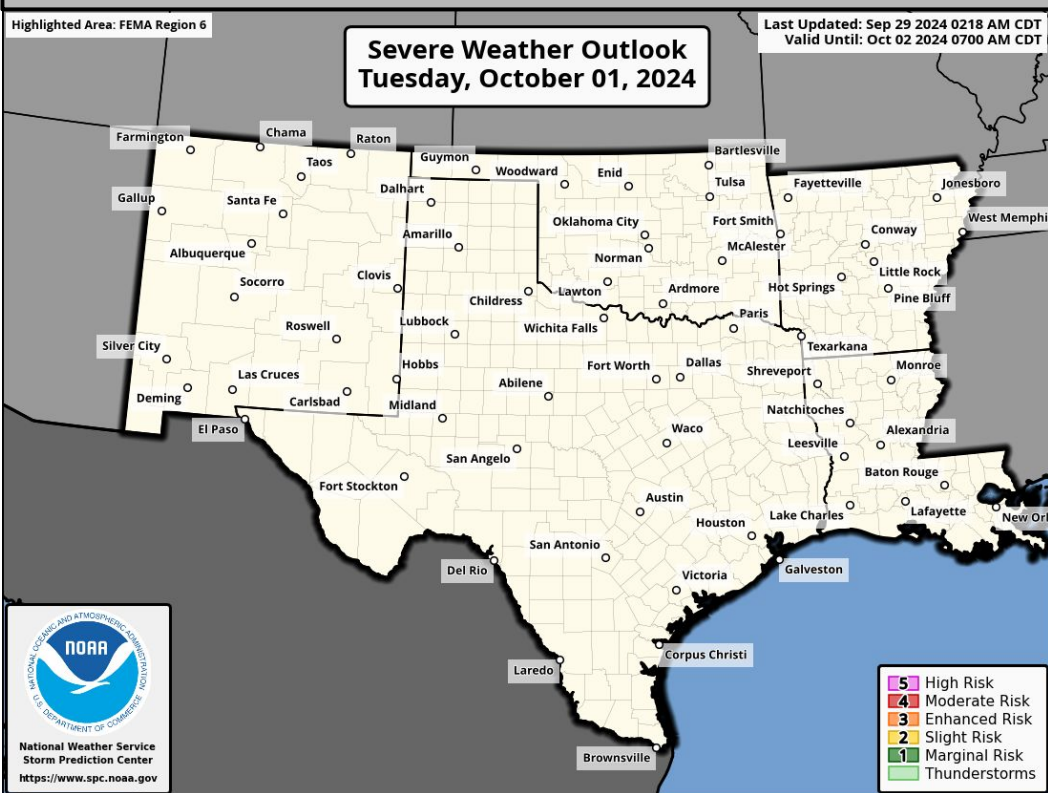 Highlighted Area: FEMA Region 6
Severe Weather Outlook
Tuesday, October 01, 2024
Last Updated: Sep 29 2024 0218 AM CDT
Valid Until: Oct 02 2024 0700 AM CDT
Farmington
Chama
Raton
Taos
Guymon
Woodward
Enid
Bartlesville
Tulsa
Fayetteville
Jonesboro
Gallup
Santa Fe
Dalhart
Oklahoma City
Fort Smith
West Memphi
Albuquerque
Amarillo
Norman
McAlester
Conway
Socorro
Clovis
Childress
Lawton
Ardmore
Hot Springs
Little Rock
Pine Bluff
Roswell
Lubbock
Wichita Falls
Paris
Texarkana
Silver City
Las Cruces
Hobbs
Abilene
Fort Worth
Dallas
Shreveport
Monroe
Deming
Carlsbad
Midland
Natchitoches
El Paso
San Angelo
Waco
Leesville
Alexandria
Fort Stockton
Baton Rouge
Austin
Houston
Lake Charles
Lafayette
New Orl
San Antonio
Del Rio
Galveston
Victoria
Laredo
Corpus Christi
Brownsville
NATIONAL OCEANIC AND ATMOSPHERIC ADMINISTRATION
NOAA
U.S. DEPARTMENT OF COMMERCE
National Weather Service
Storm Prediction Center
https://www.spc.noaa.gov
5 High Risk
4 Moderate Risk
3 Enhanced Risk
2 Slight Risk
1 Marginal Risk
Thunderstorms